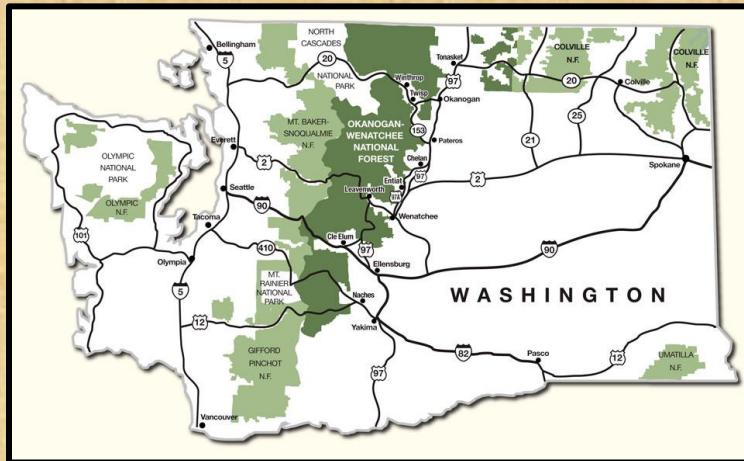 Bellingham
5
NORTH
CASCADES
NATIONAL
PARK
20
Tonasket
97
COLVILLE
N.F.
COLVILLE
N.F.
20
Colville
Winthrop
Twisp
Okanogan
MT. BAKER-
SNOQUALMIE
N.F.
OKANOGAN-
WENATCHEE
NATIONAL
FOREST
153
Pateros
21
25
Everett
2
Chelan
97
Entiat
97A
2
Spokane
OLYMPIC
NATIONAL
PARK
OLYMPIC
N.F.
Seattle
90
Leavenworth
Wenatchee
Tacoma
101
Olympia
410
Cle Elum
97
90
Ellensburg
5
MT.
RAINIER
NATIONAL
PARK
WASHINGTON
Naches
12
Yakima
GIFFORD
PINCHOT
N.F.
82
Pasco
12
UMATILLA
N.F.
97
Vancouver